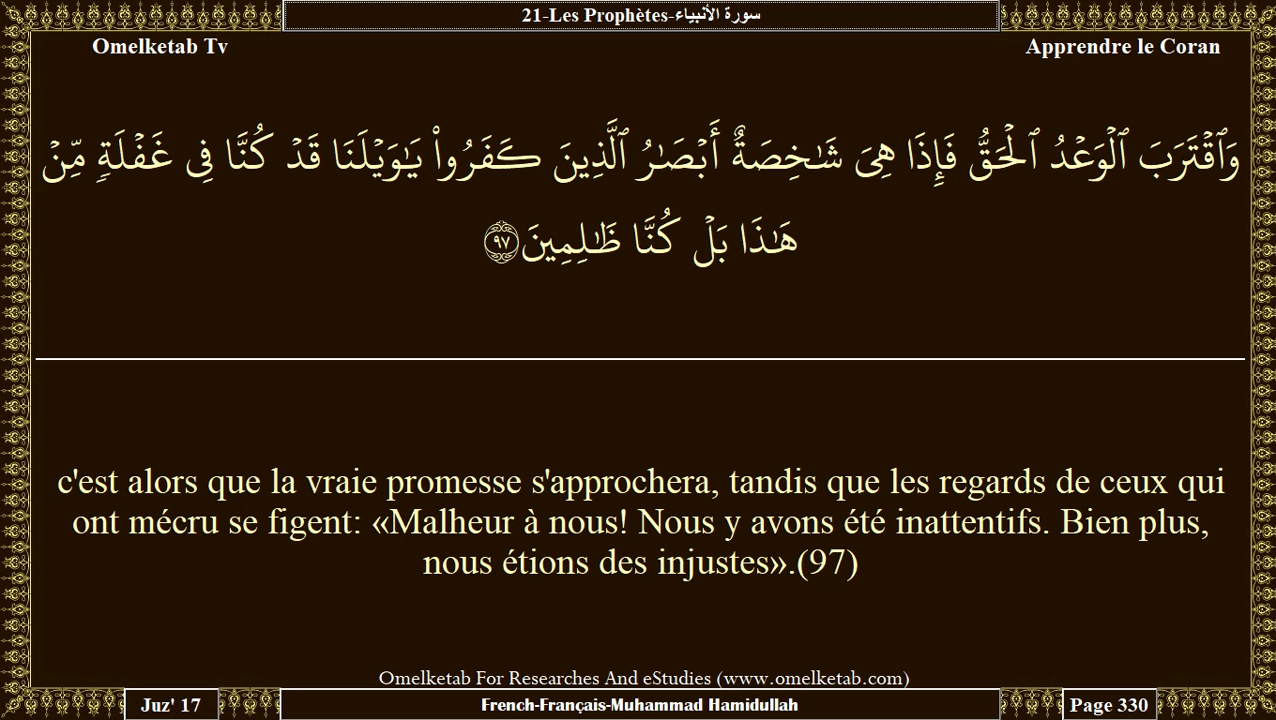 21-Les Prophètes-سورة الأنبياء
Omelketab Tv
Apprendre le Coran
وَٱقۡتَرَبَ ٱلۡوَعۡدُ ٱلۡحَقُّ فَإِذَا هِيَ شَٰخِصَةٌ أَبۡصَٰرُ ٱلَّذِينَ كَفَرُواْ يَٰوَيۡلَنَا قَدۡ كُنَّا فِي غَفۡلَةٖ مِّنۡ
هَٰذَا بَلۡ كُنَّا ظَٰلِمِينَ ٩٧
c'est alors que la vraie promesse s'approchera, tandis que les regards de ceux qui
ont mécru se figent: «Malheur à nous! Nous y avons été inattentifs. Bien plus,
nous étions des injustes».(97)
Omelketab For Researches And eStudies (www.omelketab.com)
Juz' 17
French-Français-Muhammad Hamidullah
Page 330